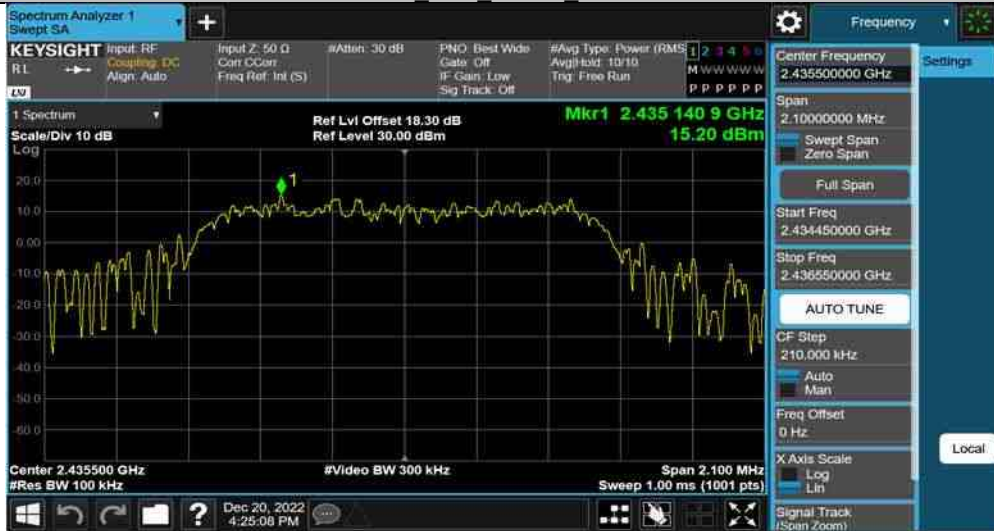 Spectrum Analyzer 1
Swept SA
Frequency
KEYSIGHT
RL
LXI
Input: RF
Coupling: DC
Align: Auto
Input Z: 50 Ω
Corr CCorr
Freq Ref: Int (S)
#Atten: 30 dB
PNO: Best Wide
Gate: Off
IF Gain: Low
Sig Track: Off
#Avg Type: Power (RMS
Avg|Hold: 10/10
Trig: Free Run
1 2 3 4 5 6
M W W W W W
P P P P P P
1 Spectrum
Scale/Div 10 dB
Log
Ref Lvl Offset 18.30 dB
Ref Level 30.00 dBm
Mkr1 2.435 140 9 GHz
15.20 dBm
1
20.0
10.0
0.00
-10.0
-20.0
-30.0
-40.0
-50.0
-60.0
Center 2.435500 GHz
#Res BW 100 kHz
#Video BW 300 kHz
Span 2.100 MHz
Sweep 1.00 ms (1001 pts)
Center Frequency
2.435500000 GHz
Settings
Span
2.10000000 MHz
Swept Span
Zero Span
Full Span
Start Freq
2.434450000 GHz
Stop Freq
2.436550000 GHz
AUTO TUNE
CF Step
210.000 kHz
Auto
Man
Freq Offset
0 Hz
X Axis Scale
Log
Lin
Signal Track
(Span Zoom)
Local
?
Dec 20, 2022
4:25:08 PM